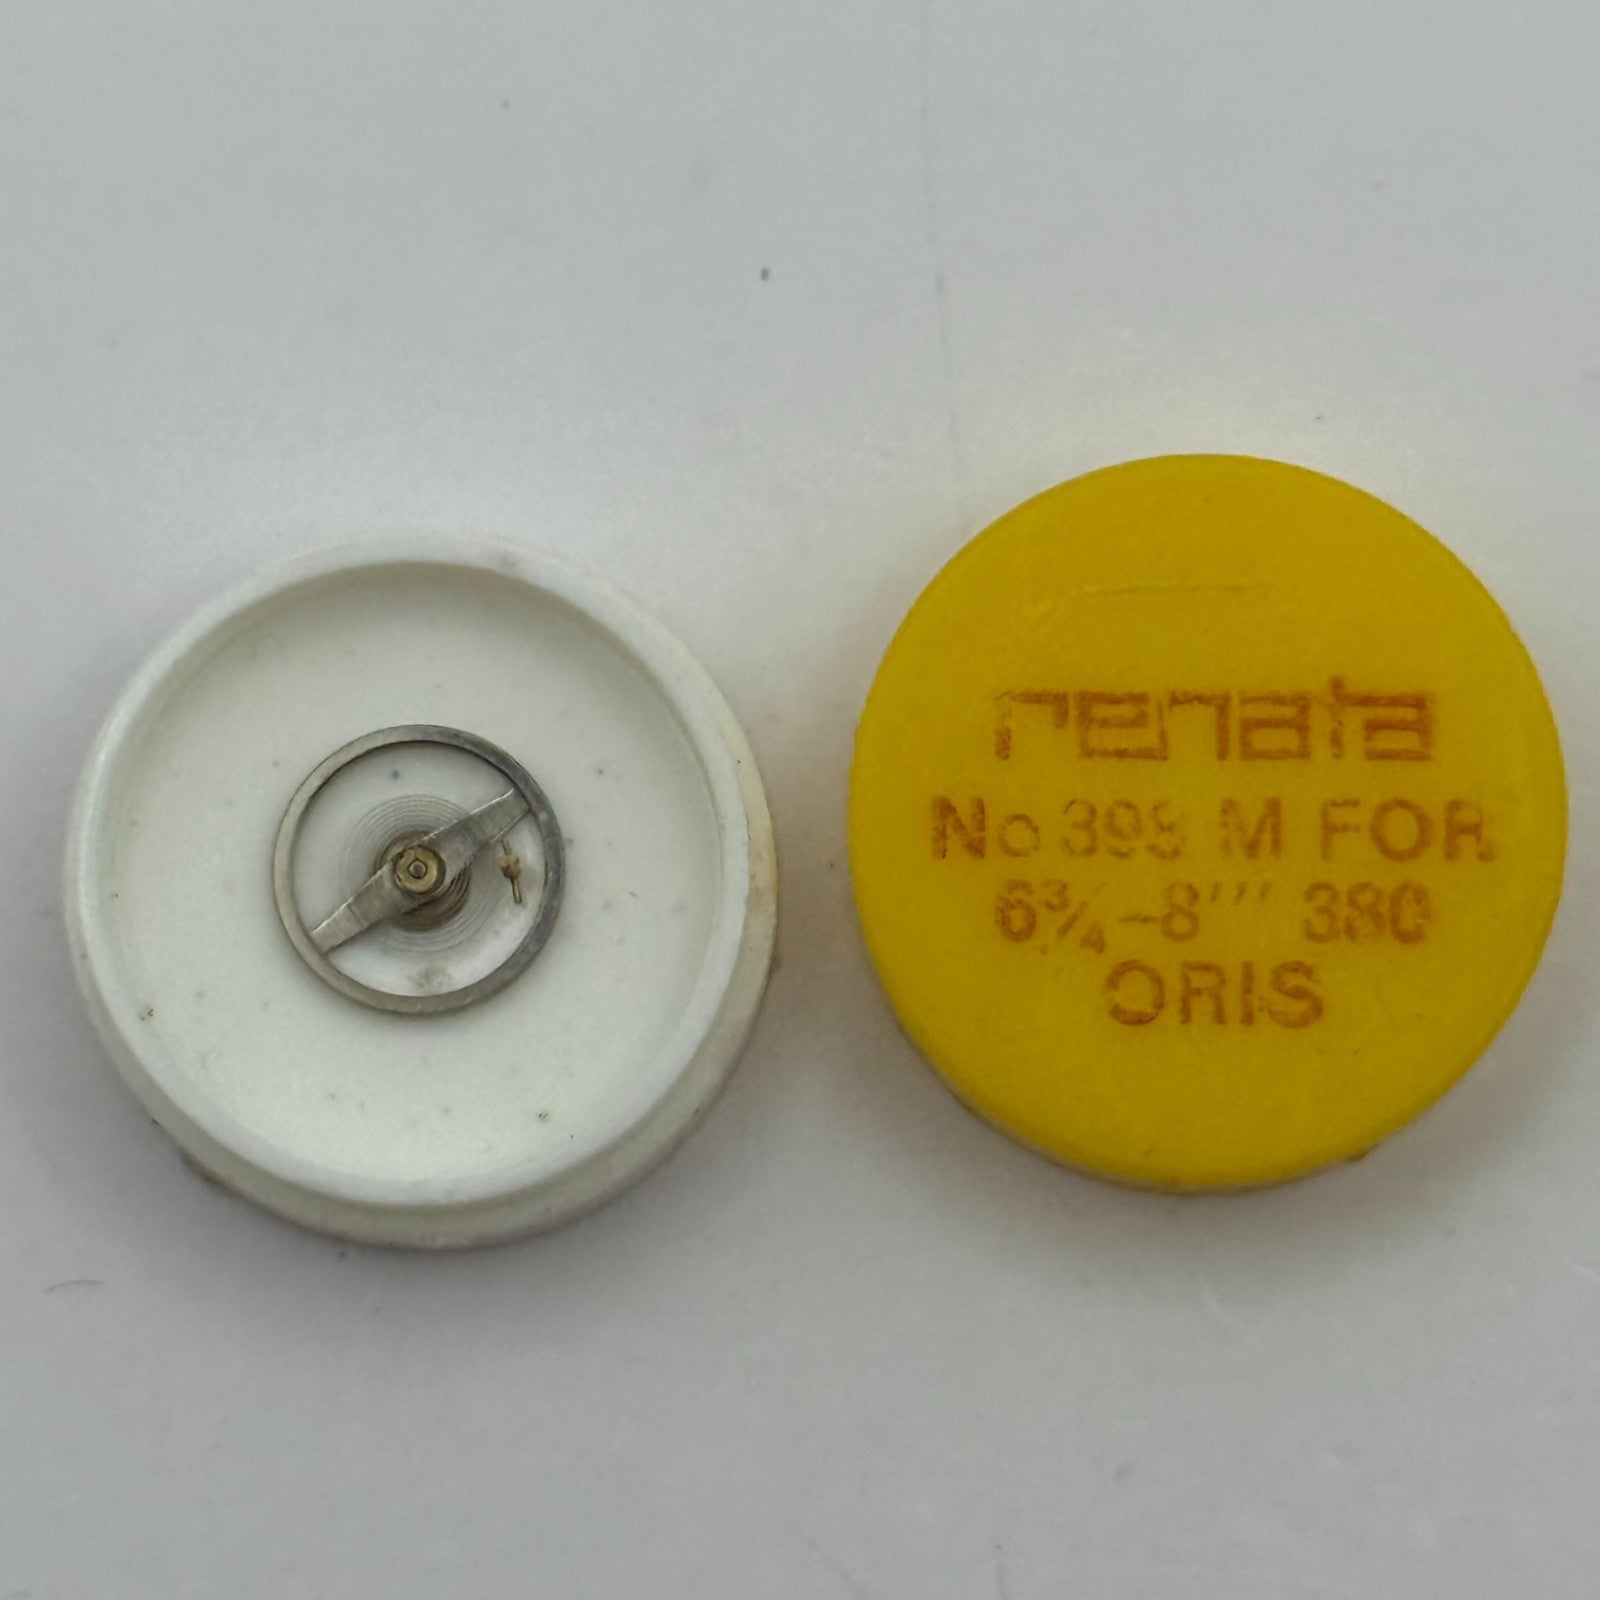 renata
No 398 M FOR
6¾-8''' 380
ORIS